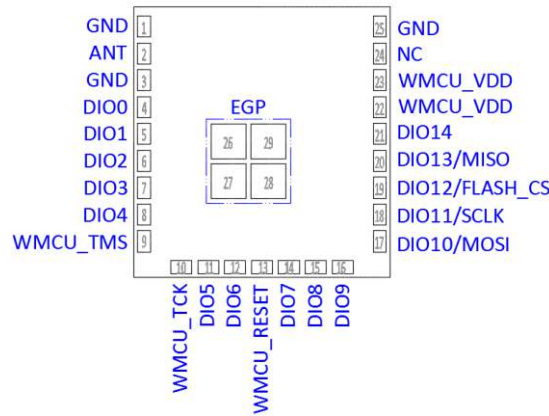 GND 1
ANT 2
GND 3
DIO0 4
DIO1 5
DIO2 6
DIO3 7
DIO4 8
WMCU_TMS 9
10 WMCU_TCK
11 DIO5
12 DIO6
13 WMCU_RESET
14 DIO7
15 DIO8
16 DIO9
25 GND
24 NC
23 WMCU_VDD
22 WMCU_VDD
21 DIO14
20 DIO13/MISO
19 DIO12/FLASH_CS
18 DIO11/SCLK
17 DIO10/MOSI
EGP
26 29
27 28